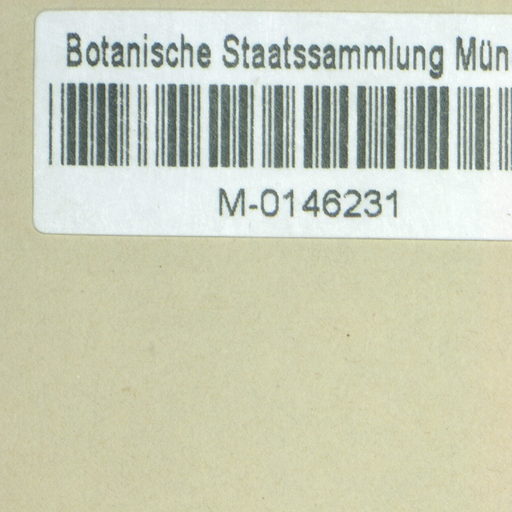 Botanische Staatssammlung Mün
M-0146231